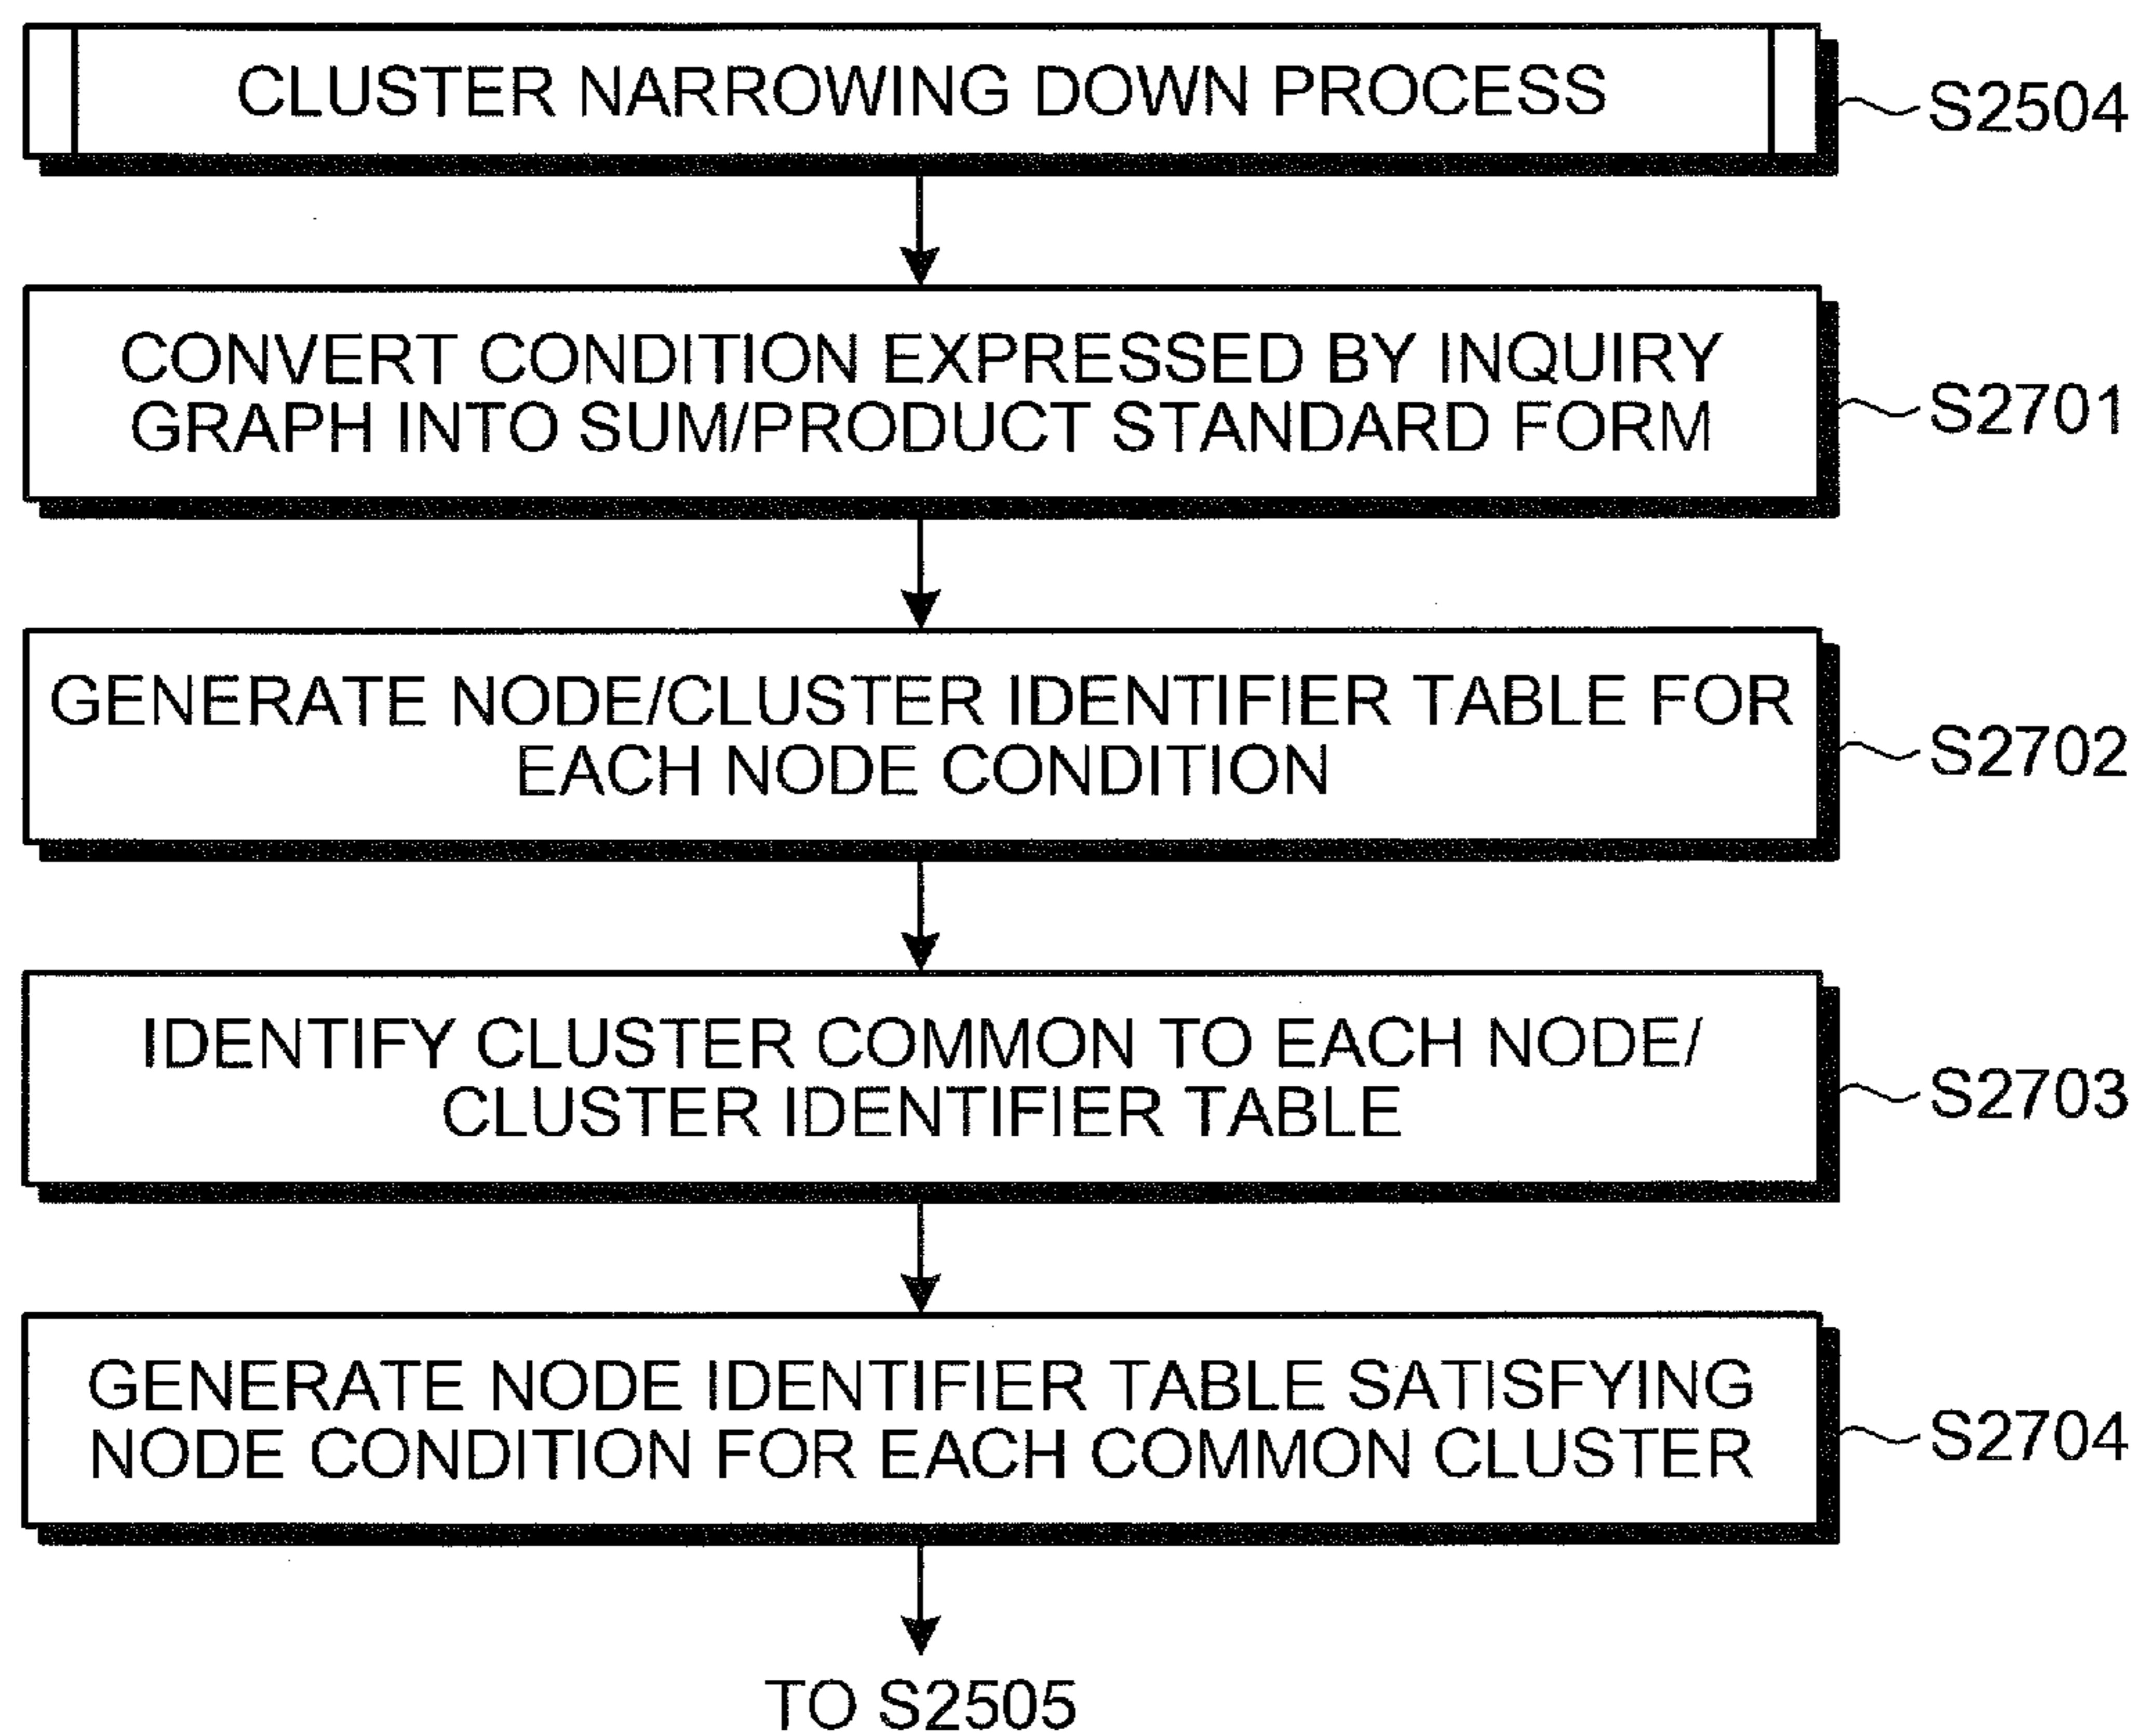 CLUSTER NARROWING DOWN PROCESS
S2504
CONVERT CONDITION EXPRESSED BY INQUIRY
GRAPH INTO SUM/PRODUCT STANDARD FORM
S2701
GENERATE NODE/CLUSTER IDENTIFIER TABLE FOR
EACH NODE CONDITION
S2702
IDENTIFY CLUSTER COMMON TO EACH NODE/
CLUSTER IDENTIFIER TABLE
S2703
GENERATE NODE IDENTIFIER TABLE SATISFYING
NODE CONDITION FOR EACH COMMON CLUSTER
S2704
TO S2505